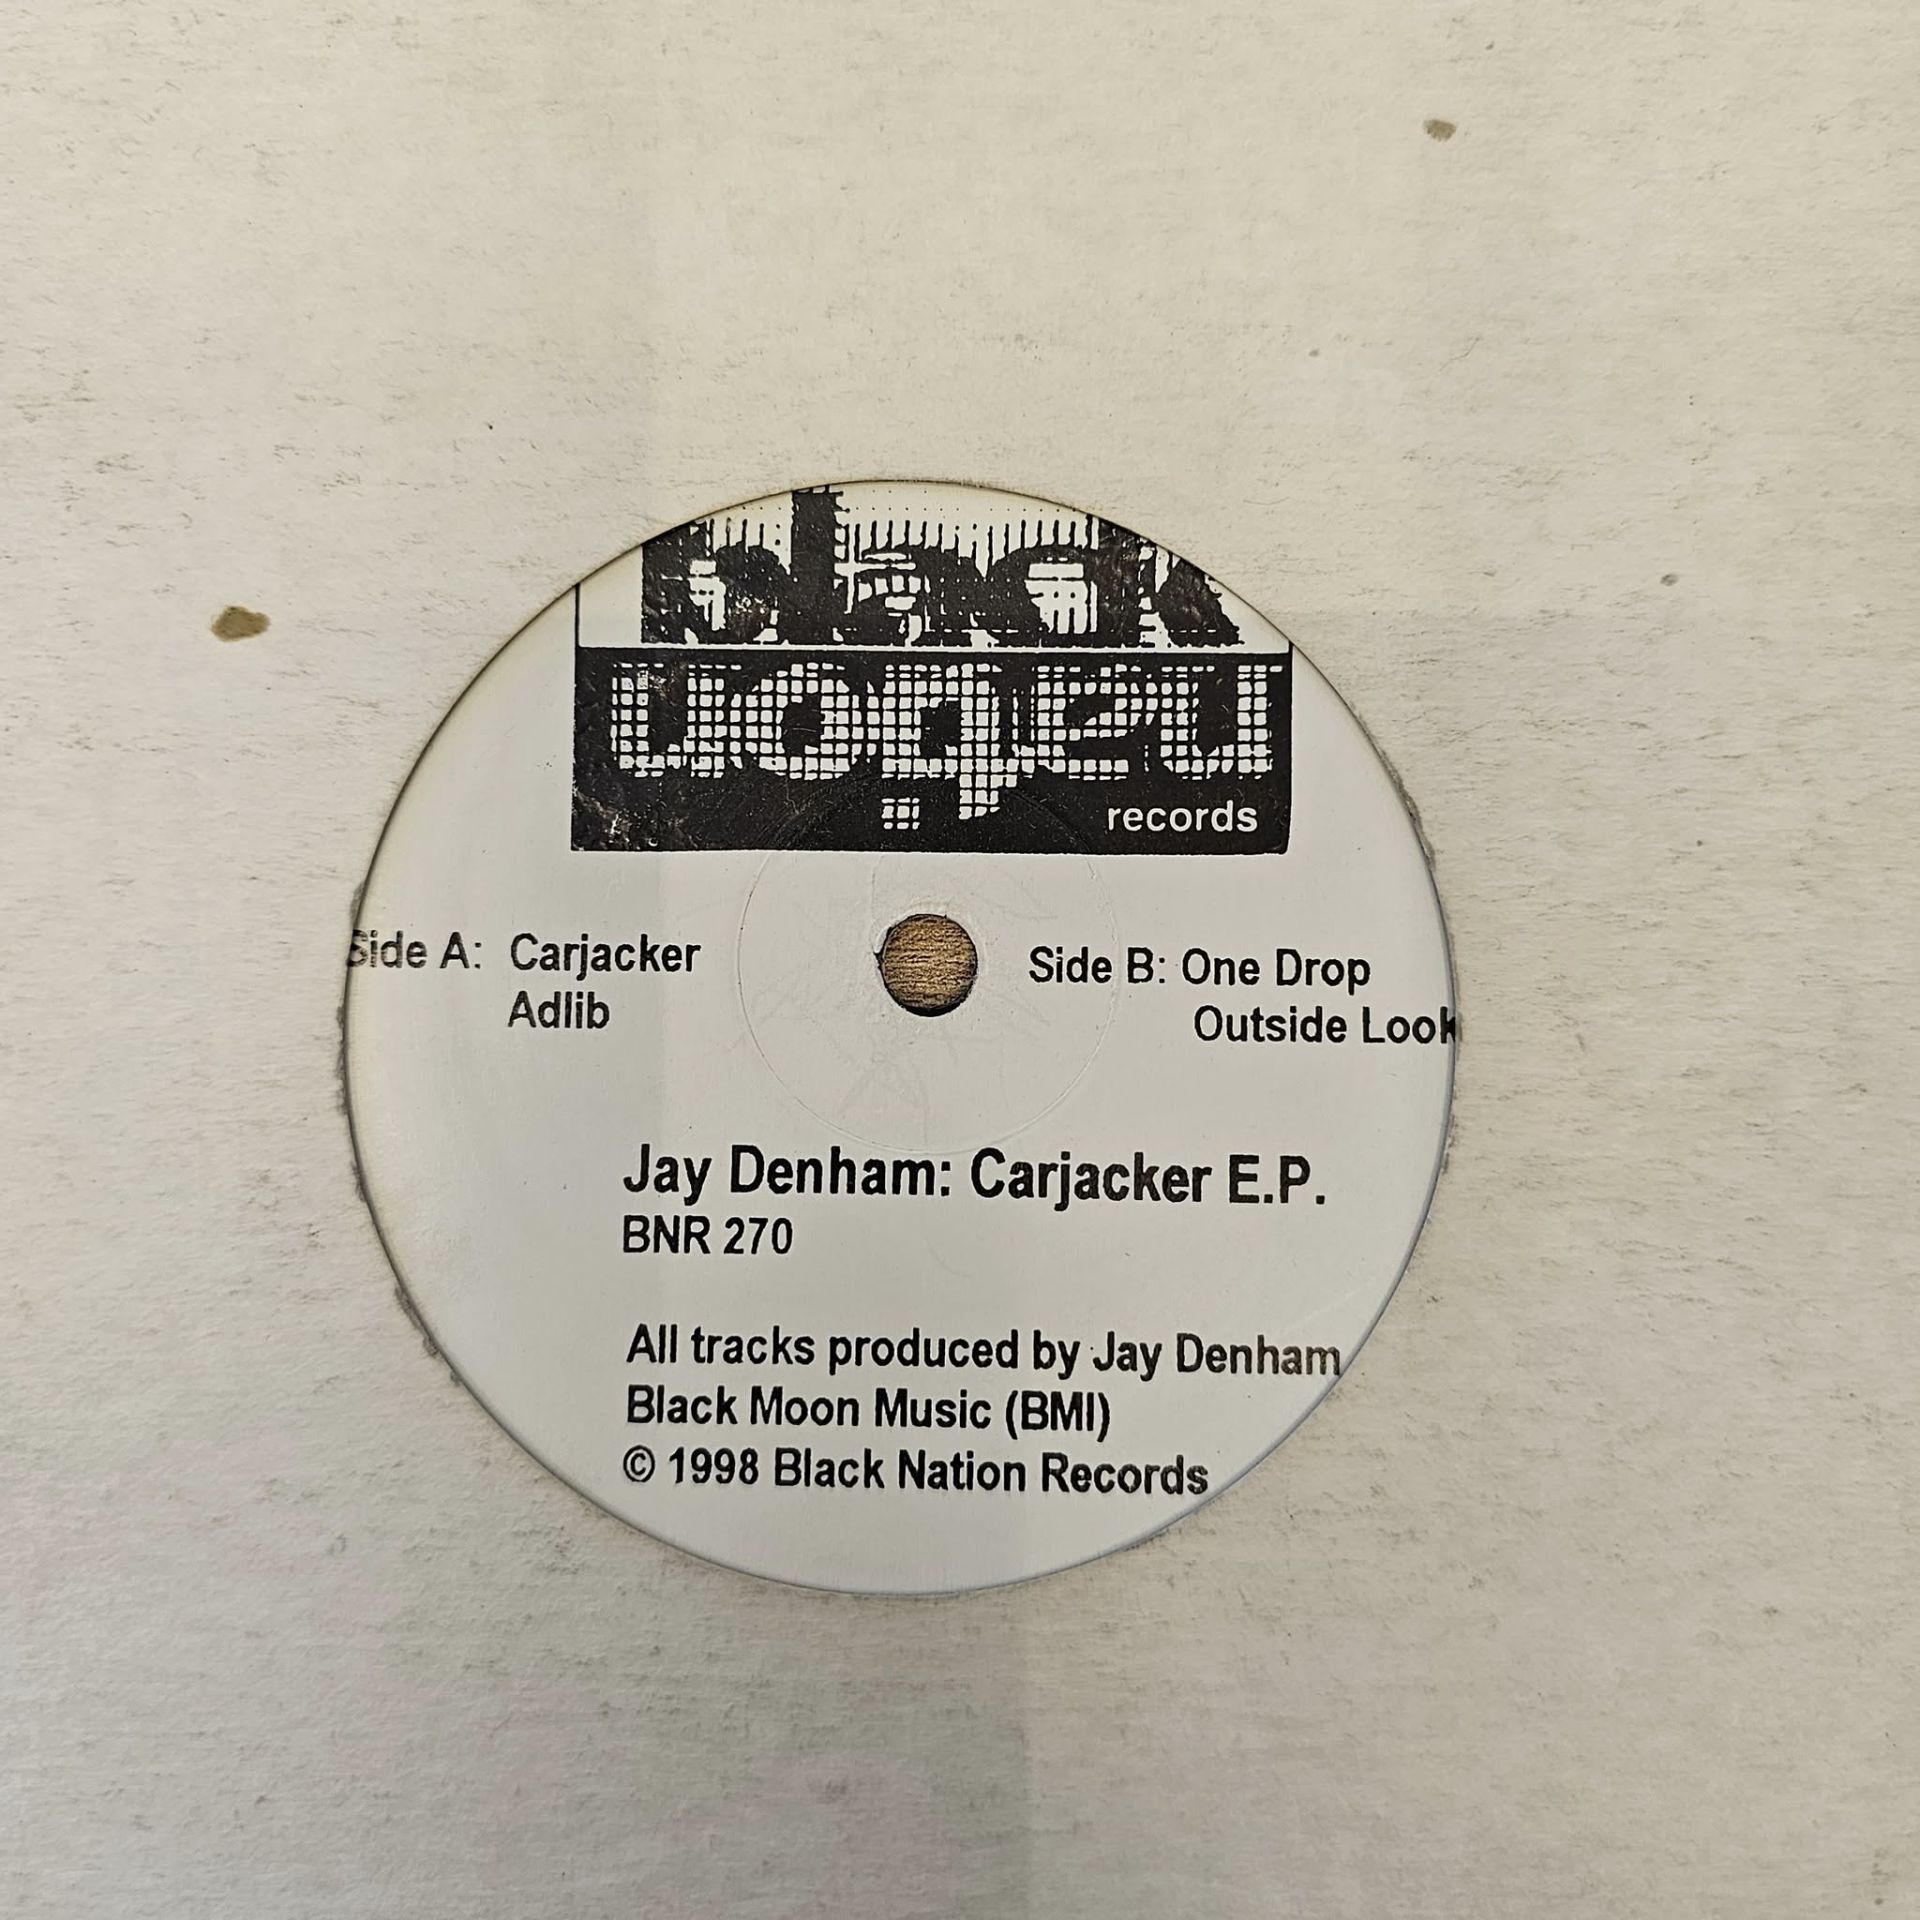 black
nation
records
Side A: Carjacker
Adlib
Side B: One Drop
Outside Look
Jay Denham: Carjacker E.P.
BNR 270
All tracks produced by Jay Denham
Black Moon Music (BMI)
© 1998 Black Nation Records